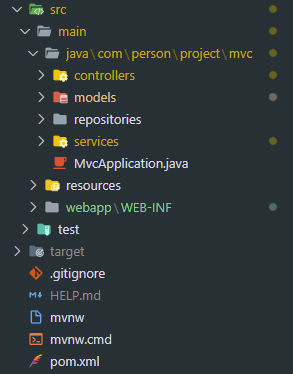 src
main
java\com\person\project\mvc
controllers
models
repositories
services
MvcApplication.java
resources
webapp\WEB-INF
test
target
.gitignore
HELP.md
mvnw
mvnw.cmd
pom.xml